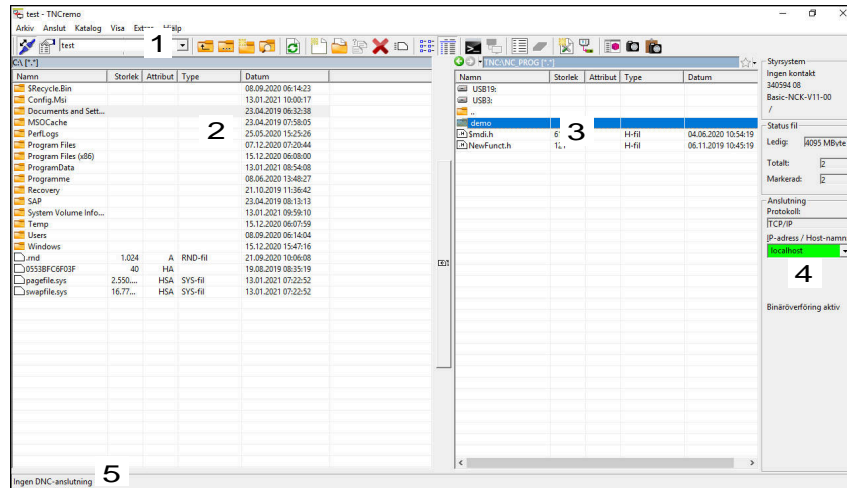 test - TNCremo
Arkiv Anslut Katalog Visa Hjälp
test
1
C:\ [*.*]
Namn Storlek Attribut Type Datum
$Recycle.Bin 08.09.2020 06:14:23
Config.Msi 13.01.2021 10:00:17
Documents and Sett... 23.04.2019 06:32:38
MSOCache 23.04.2019 07:58:05
PerfLogs 25.05.2020 15:25:26
Program Files 07.12.2020 07:20:44
Program Files (x86) 15.12.2020 06:08:00
ProgramData 13.01.2021 08:54:08
Programme 08.06.2020 13:48:27
Recovery 21.10.2019 11:36:42
SAP 23.04.2019 08:13:13
System Volume Info... 13.01.2021 09:59:10
Temp 15.12.2020 06:07:59
Users 08.09.2020 06:14:04
Windows 15.12.2020 15:47:16
.rnd 1.024 A RND-fil 21.09.2020 10:06:08
0553BFC6F03F 40 HA 19.08.2019 08:35:19
pagefile.sys 2.550.... HSA SYS-fil 13.01.2021 07:22:52
swapfile.sys 16.77... HSA SYS-fil 13.01.2021 07:22:52
2
TNC:\NC_PROG [*.*]
Namn Storlek Attribut Type Datum
USB19:
USB3:
..
demo
$mdi.h H-fil 04.06.2020 10:54:19
NewFunct.h H-fil 06.11.2019 10:45:19
3
Styrsystem
Ingen kontakt
340594 08
Basic-NCK-V11-00
/
Status fil
Ledig: 4095 MByte
Totalt: 2
Markerad: 2
Anslutning
Protokoll:
TCP/IP
IP-adress / Host-namn
localhost
4
Binäröverföring aktiv
Ingen DNC-anslutning
5